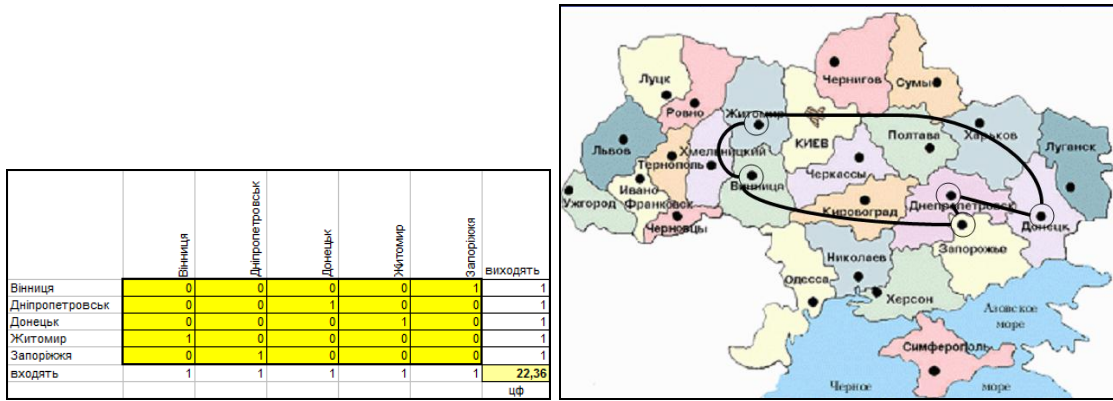 Вінниця
Дніпропетровськ
Донецьк
Житомир
Запоріжжя
виходять
Вінниця 0 0 0 0 1 1
Дніпропетровськ 0 0 1 0 0 1
Донецьк 0 0 0 1 0 1
Житомир 1 0 0 0 0 1
Запоріжжя 0 1 0 0 0 1
входять 1 1 1 1 1 22,36
цф
Чернигов
Сумы
Луцк
Ровно
Житомир
КИЕВ
Полтава
Харьков
Луганск
Львов
Тернополь
Хмельницкий
Винница
Черкассы
Ивано
Франковск
Ужгород
Черновцы
Кировоград
Днепропетровск
Донецк
Запорожье
Николаев
Одесса
Херсон
Азовское
море
Симферополь
Черное
море